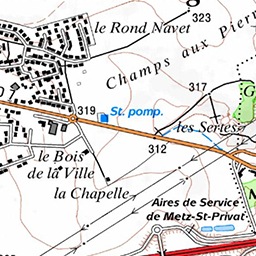 323
le Rond Navet
Champs aux Pierr
317
G
319
St. pomp.
les Sertes
312
le Bois
de la Ville
la Chapelle
Aires de Service
de Metz-St-Privat